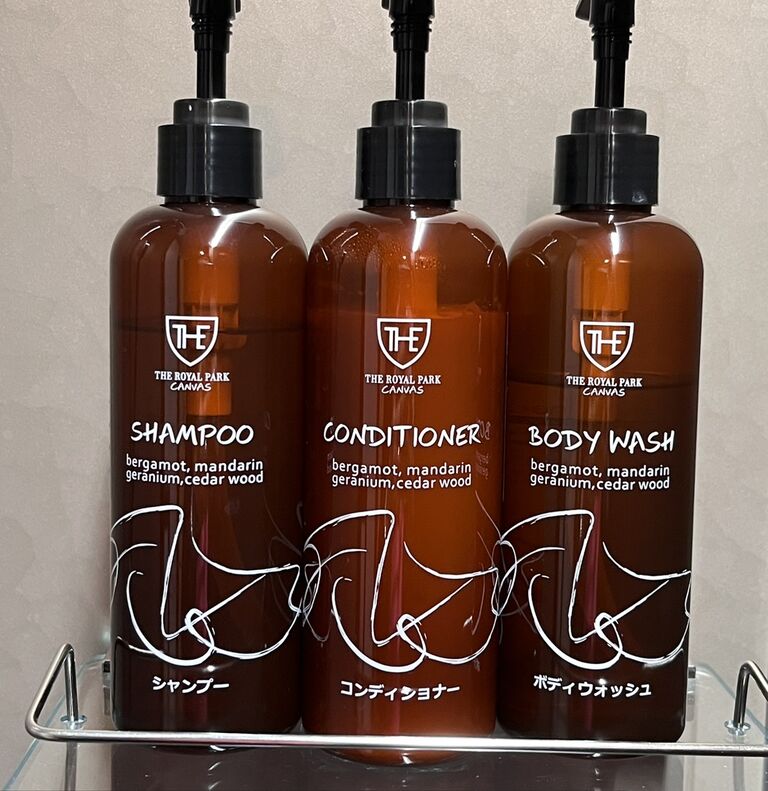 THE
THE ROYAL PARK
CANVAS
SHAMPOO
bergamot, mandarin
geranium,cedar wood
シャンプー
THE
THE ROYAL PARK
CANVAS
CONDITIONER
bergamot, mandarin
geranium,cedar wood
コンディショナー
THE
THE ROYAL PARK
CANVAS
BODY WASH
bergamot, mandarin
geranium,cedar wood
ボディウォッシュ